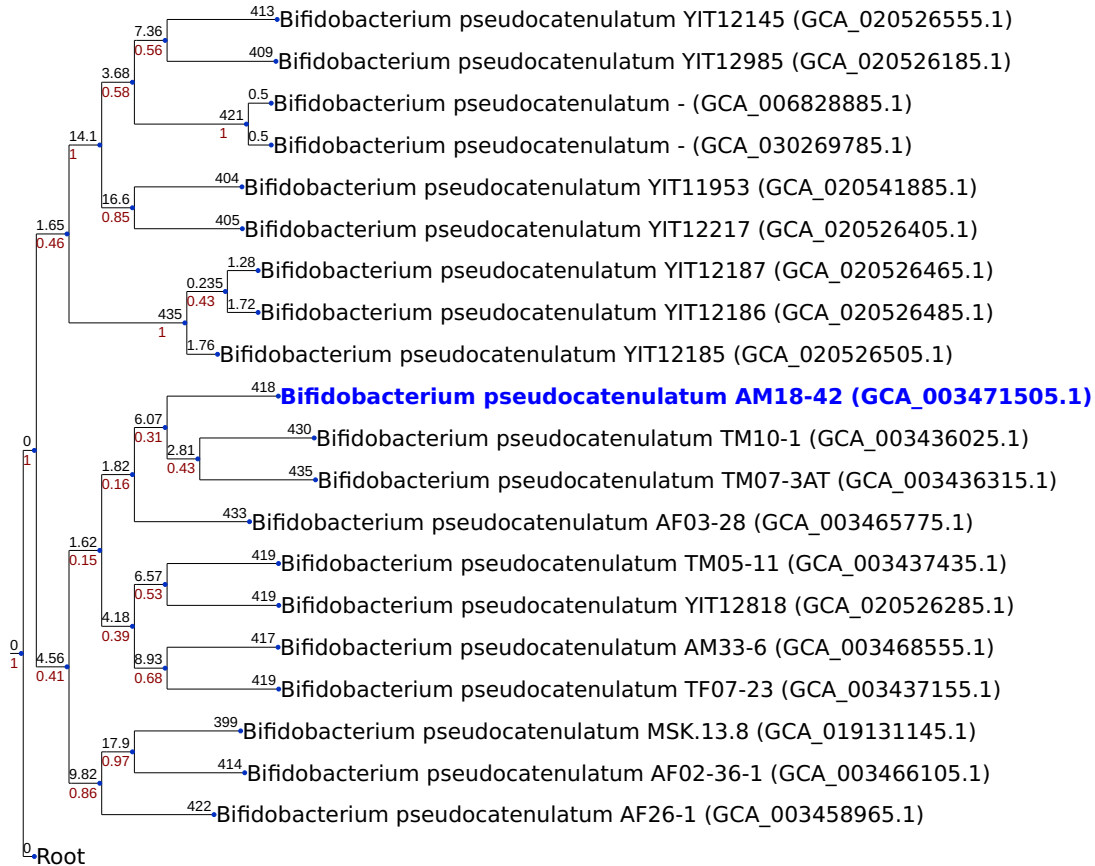 413 Bifidobacterium pseudocatenulatum YIT12145 (GCA_020526555.1)
7.36
0.56
409 Bifidobacterium pseudocatenulatum YIT12985 (GCA_020526185.1)
3.68
0.58
0.5 Bifidobacterium pseudocatenulatum - (GCA_006828885.1)
421
1
14.1
1
0.5 Bifidobacterium pseudocatenulatum - (GCA_030269785.1)
404 Bifidobacterium pseudocatenulatum YIT11953 (GCA_020541885.1)
16.6
0.85
405 Bifidobacterium pseudocatenulatum YIT12217 (GCA_020526405.1)
1.65
0.46
1.28 Bifidobacterium pseudocatenulatum YIT12187 (GCA_020526465.1)
0.235
0.43
1.72 Bifidobacterium pseudocatenulatum YIT12186 (GCA_020526485.1)
435
1
1.76 Bifidobacterium pseudocatenulatum YIT12185 (GCA_020526505.1)
418 Bifidobacterium pseudocatenulatum AM18-42 (GCA_003471505.1)
6.07
0.31
430 Bifidobacterium pseudocatenulatum TM10-1 (GCA_003436025.1)
0
1
2.81
0.43
1.82
0.16
435 Bifidobacterium pseudocatenulatum TM07-3AT (GCA_003436315.1)
433 Bifidobacterium pseudocatenulatum AF03-28 (GCA_003465775.1)
1.62
0.15
419 Bifidobacterium pseudocatenulatum TM05-11 (GCA_003437435.1)
6.57
0.53
419 Bifidobacterium pseudocatenulatum YIT12818 (GCA_020526285.1)
4.18
0.39
417 Bifidobacterium pseudocatenulatum AM33-6 (GCA_003468555.1)
0
1
4.56
0.41
8.93
0.68
419 Bifidobacterium pseudocatenulatum TF07-23 (GCA_003437155.1)
399 Bifidobacterium pseudocatenulatum MSK.13.8 (GCA_019131145.1)
17.9
0.97
414 Bifidobacterium pseudocatenulatum AF02-36-1 (GCA_003466105.1)
9.82
0.86
422 Bifidobacterium pseudocatenulatum AF26-1 (GCA_003458965.1)
0 Root